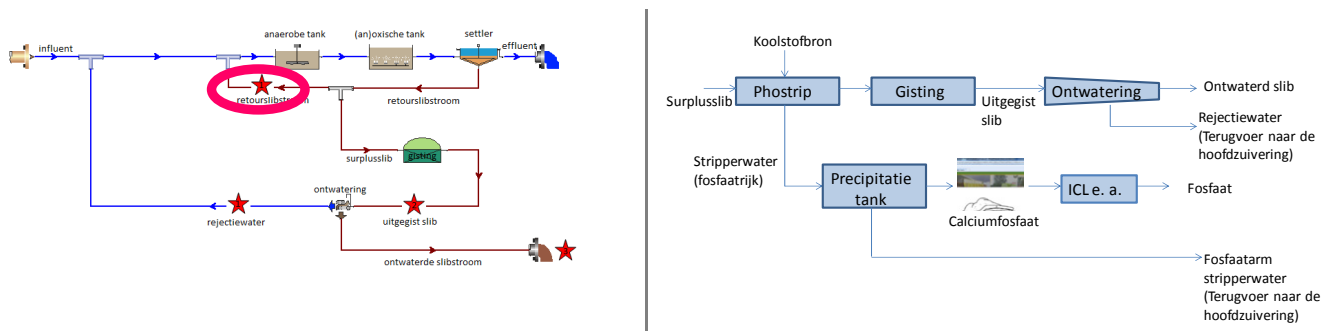 influent
anaerobe tank
(an)oxische tank
settler
effluent
retourslibstroom
retourslibstroom
surplusslib
gisting
ontwatering
rejectiewater
uitgegist slib
ontwaterde slibstroom
Koolstofbron
Surplusslib
Phostrip
Gisting
Uitgegist
slib
Ontwatering
Ontwaterd slib
Rejectiewater
(Terugvoer naar de
hoofdzuivering)
Stripperwater
(fosfaatrijk)
Precipitatie
tank
Calciumfosfaat
ICL e. a.
Fosfaat
Fosfaatarm
stripperwater
(Terugvoer naar de
hoofdzuivering)